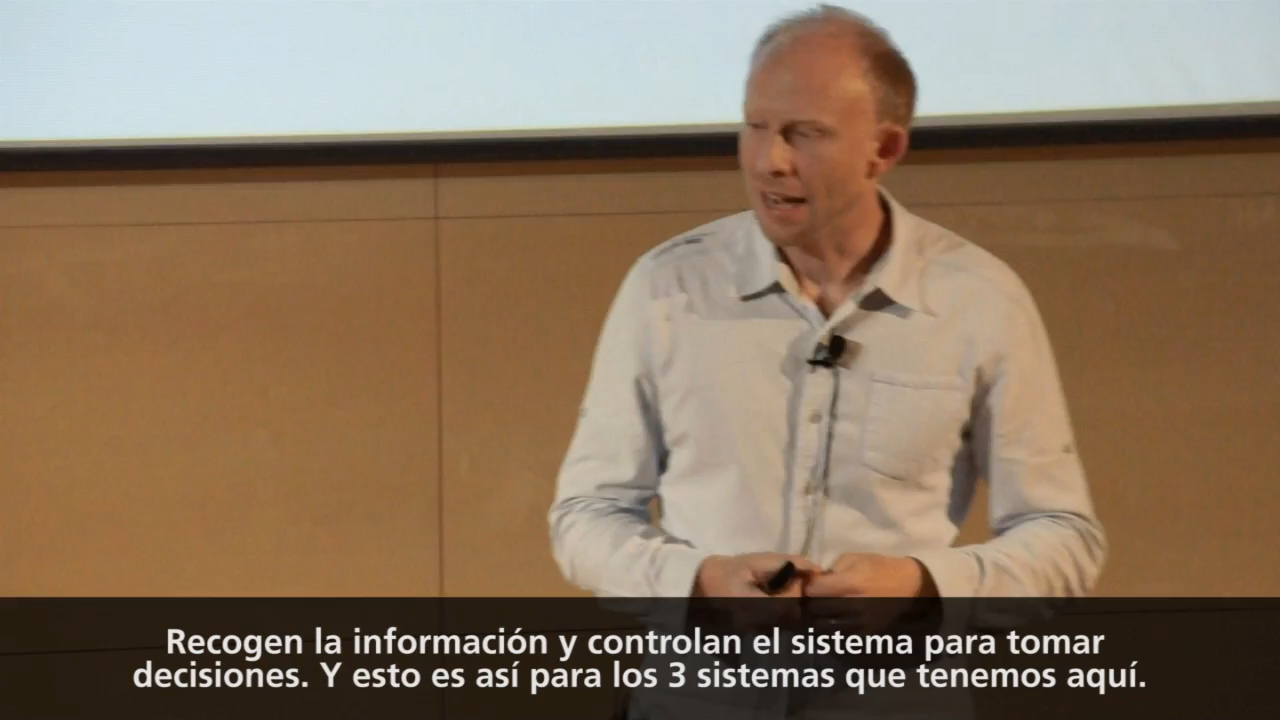 Recogen la información y controlan el sistema para tomar
decisiones. Y esto es así para los 3 sistemas que tenemos aquí.